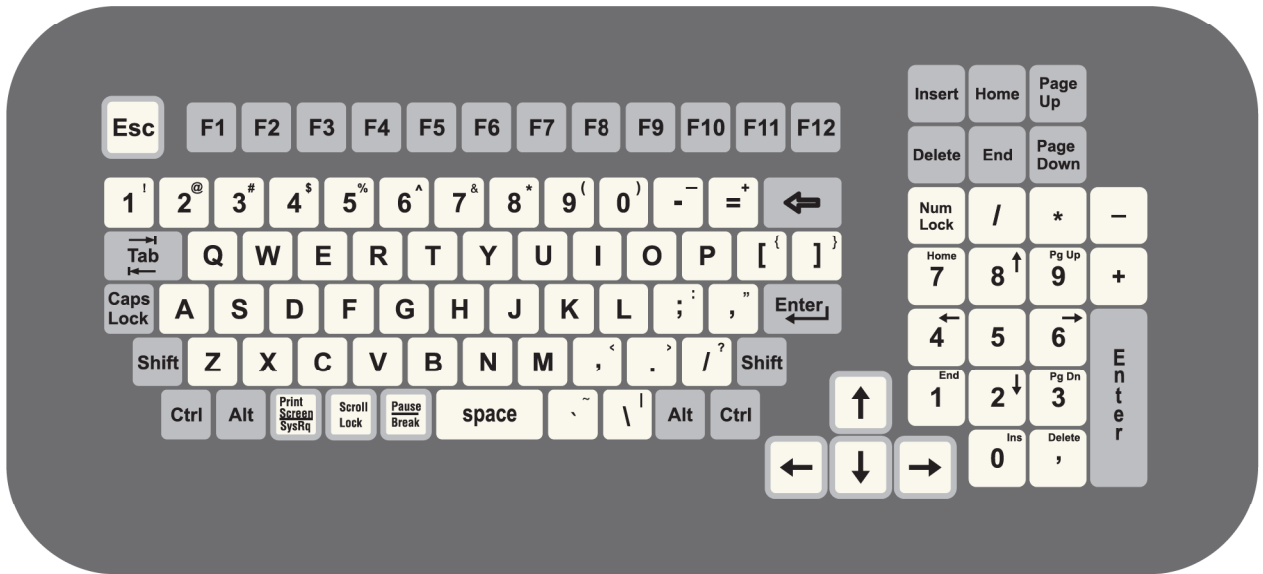 Esc F1 F2 F3 F4 F5 F6 F7 F8 F9 F10 F11 F12
1 ! 2 @ 3 # 4 $ 5 % 6 ^ 7 & 8 * 9 ( 0 ) - — = + ⇦
Tab Q W E R T Y U I O P [ { ] }
Caps
Lock A S D F G H J K L ; : , ” Enter
Shift Z X C V B N M , < . > / ? Shift
Ctrl Alt Print
Screen
SysRq
Scroll
Lock
Pause
Break
space ` ~ \ | Alt Ctrl
↑
← ↓ →
Insert Home Page
Up
Delete End Page
Down
Num
Lock / * −
Home
7 8 ↑ Pg Up
9 +
4 ← 5 6 →
End
1 2 ↓ Pg Dn
3 Enter
Ins
0 Delete
,